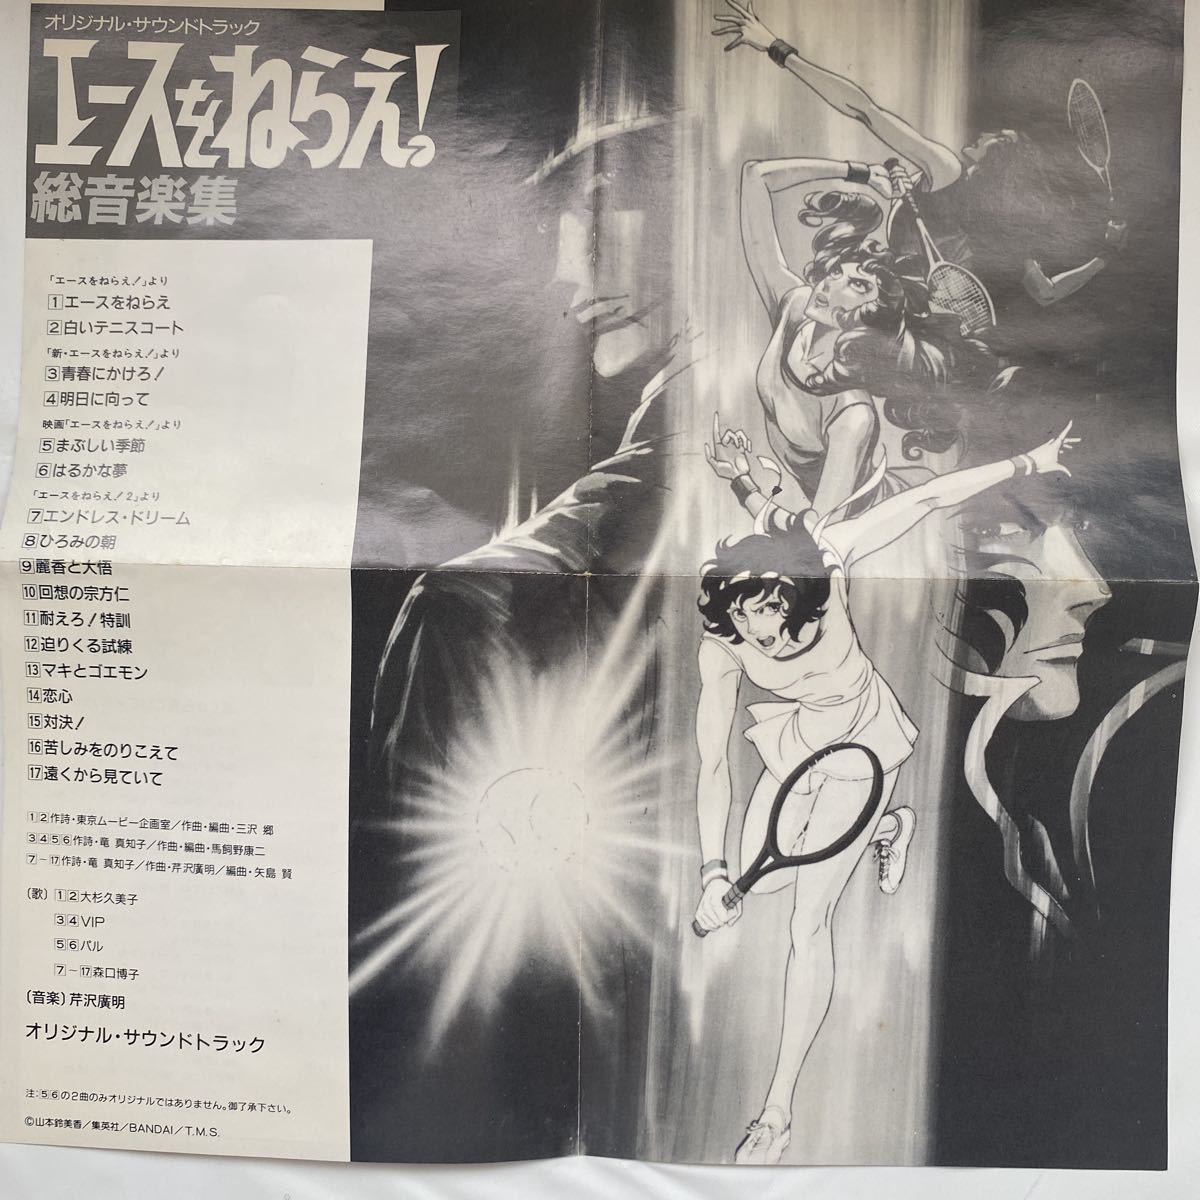 オリジナル・サウンドトラック
エースをねらえ!
総音楽集
「エースをねらえ!」より
1エースをねらえ
2白いテニスコート
「新・エースをねらえ!」より
3青春にかけろ!
4明日に向って
映画「エースをねらえ!」より
5まぶしい季節
6はるかな夢
「エースをねらえ!2」より
7エンドレス・ドリーム
8ひろみの朝
9麗香と大悟
10回想の宗方仁
11耐えろ!特訓
12迫りくる試練
13マキとゴエモン
14恋心
15対決!
16苦しみをのりこえて
17遠くから見ていて
12作詩・東京ムービー企画室/作曲・編曲・三沢 郷
3456作詩・竜 真知子/作曲・編曲・馬飼野康二
7~17作詩・竜 真知子/作曲・芹沢廣明/編曲・矢島 賢
(歌)12大杉久美子
34VIP
56パル
7~17森口博子
〔音楽〕芹沢廣明
オリジナル・サウンドトラック
注:56の2曲のみオリジナルではありません。御了承下さい。
©山本鈴美香/集英社/BANDAI/T.M.S.